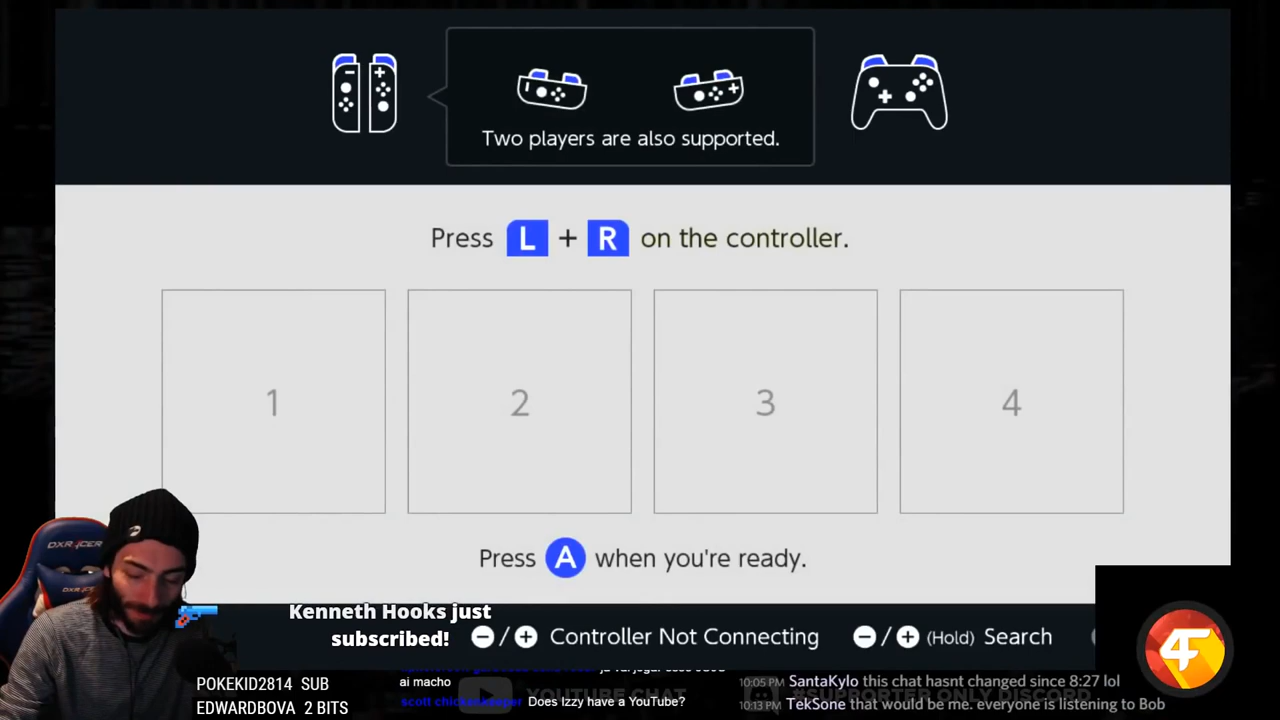 Two players are also supported.
Press L + R on the controller.
1 2 3 4
Press A when you're ready.
Kenneth Hooks just
subscribed!
−/+ Controller Not Connecting −/+ (Hold) Search
DXRACER
POKEKID2814 SUB
EDWARDBOVA 2 BITS
ai macho
Does Izzy have a YouTube?
YOUTUBE CHAT
SUPPORTER ONLY DISCORD
10:05 PM SantaKylo this chat hasnt changed since 8:27 lol
10:13 PM TekSone that would be me. everyone is listening to Bob
4F